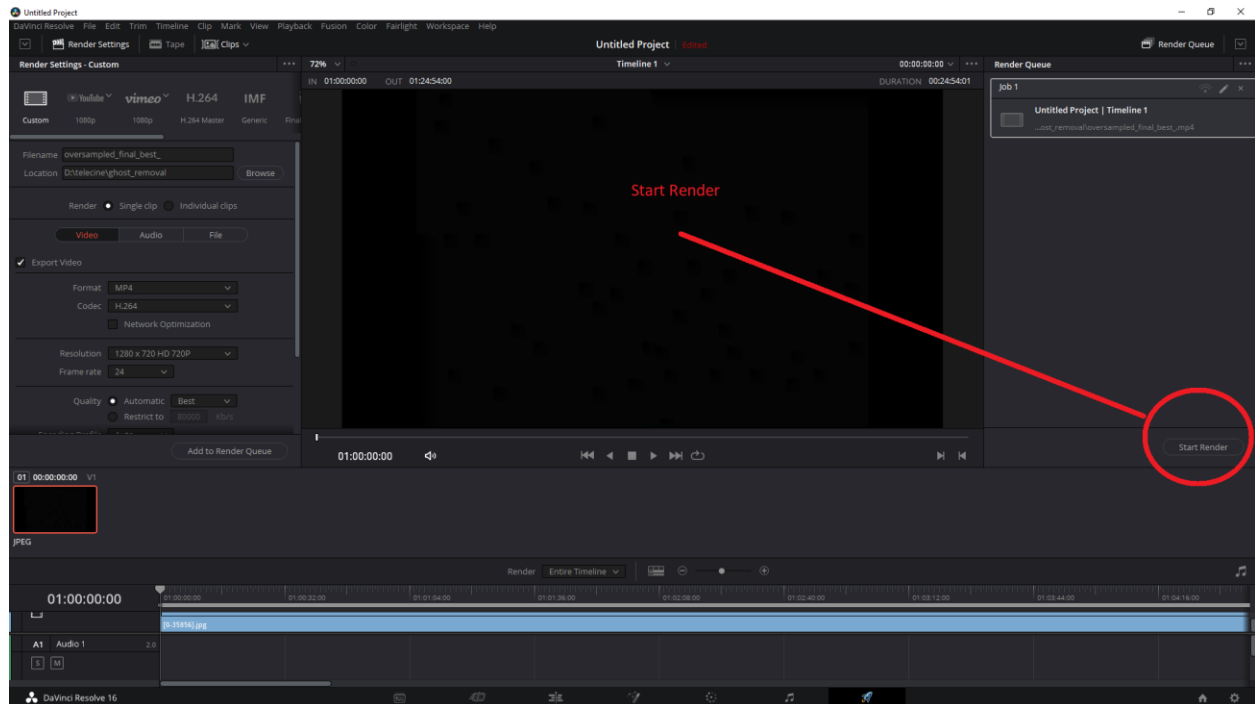 Untitled Project
DaVinci Resolve File Edit Trim Timeline Clip Mark View Playback Fusion Color Fairlight Workspace Help
Render Settings Tape Clips Untitled Project Edited Render Queue
Render Settings - Custom 72% Timeline 1 00:00:00:00 Render Queue
IN 01:00:00:00 OUT 01:24:54:00 DURATION 00:24:54:01
Job 1
YouTube vimeo H.264 IMF
Custom 1080p 1080p H.264 Master Generic Final
Untitled Project | Timeline 1
...ost_removal\oversampled_final_best_.mp4
Filename oversampled_final_best_
Location D:\telecine\ghost_removal Browse
Start Render
Render Single clip Individual clips
Video Audio File
Export Video
Format MP4
Codec H.264
Network Optimization
Resolution 1280 x 720 HD 720P
Frame rate 24
Quality Automatic Best
Restrict to 80000 Kb/s
Add to Render Queue
Start Render
01:00:00:00
01 00:00:00:00 V1
JPEG
Render Entire Timeline
01:00:00:00 01:00:00:00 01:00:32:00 01:01:04:00 01:01:36:00 01:02:08:00 01:02:40:00 01:03:12:00 01:03:44:00 01:04:16:00
[0-35856].jpg
A1 Audio 1 2.0
S M
DaVinci Resolve 16